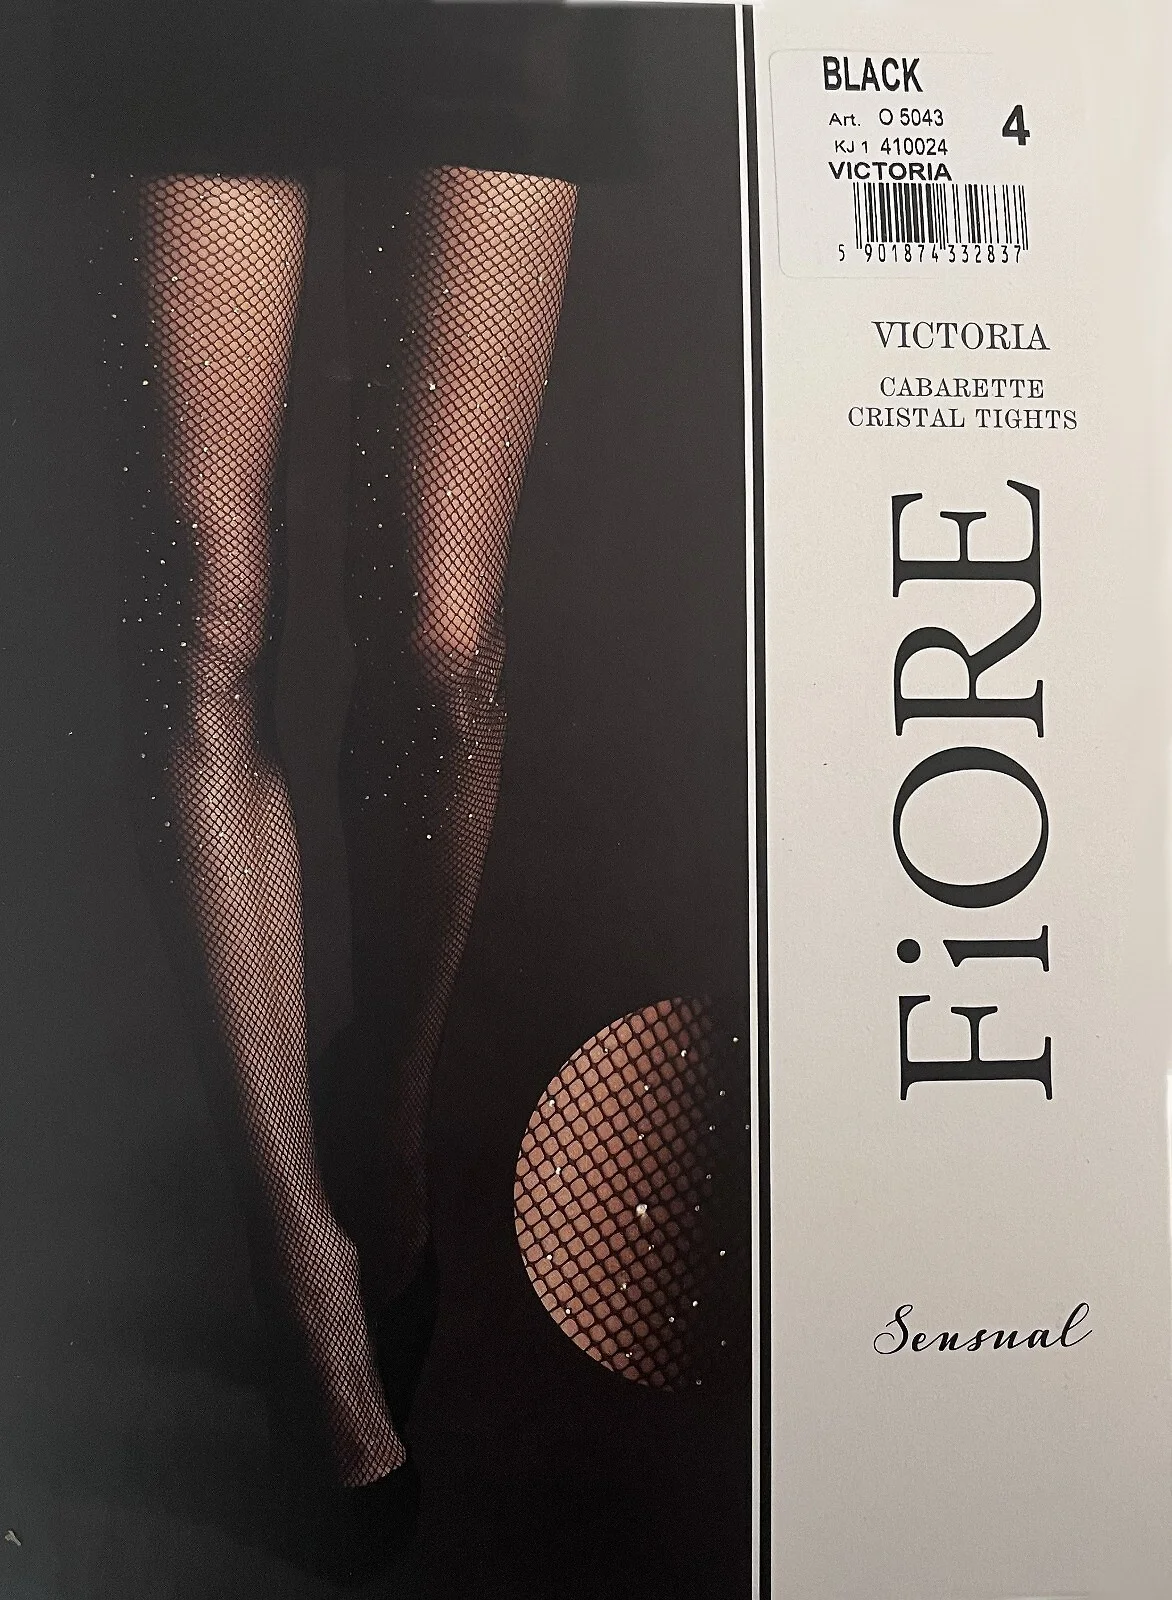 BLACK
Art. O 5043
4
KJ 1 410024
VICTORIA
5 901874 332837
VICTORIA
CABARETTE
CRISTAL TIGHTS
FiORE
Sensual